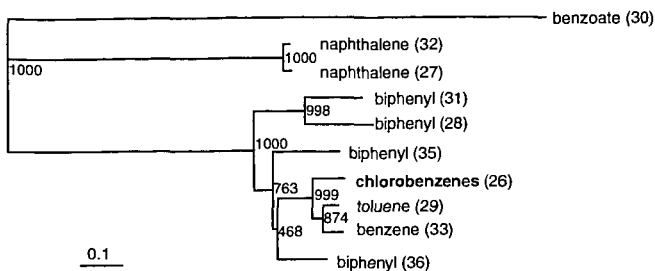 benzoate (30)
naphthalene (32)
1000
1000
naphthalene (27)
biphenyl (31)
998
biphenyl (28)
1000
biphenyl (35)
chlorobenzenes (26)
763
999
toluene (29)
874
468
benzene (33)
0.1
biphenyl (36)